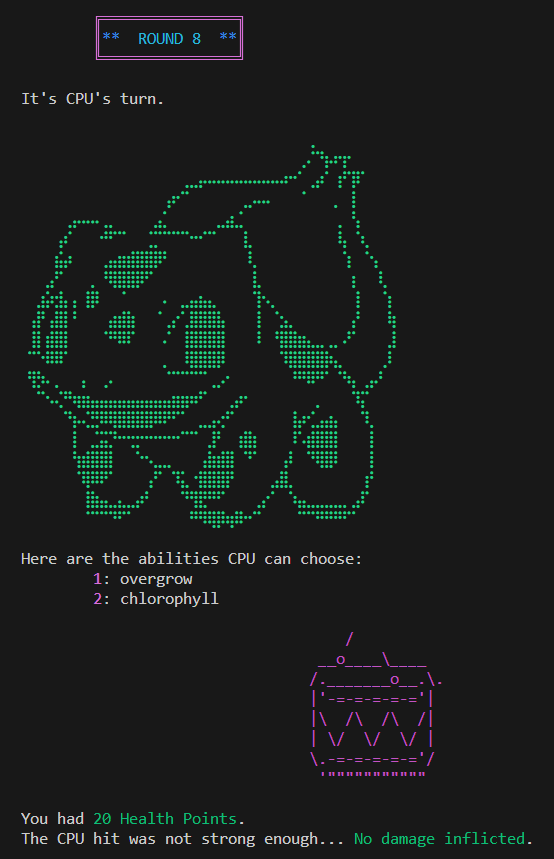 ** ROUND 8 **
It's CPU's turn.
Here are the abilities CPU can choose:
1: overgrow
2: chlorophyll
You had 20 Health Points.
The CPU hit was not strong enough... No damage inflicted.